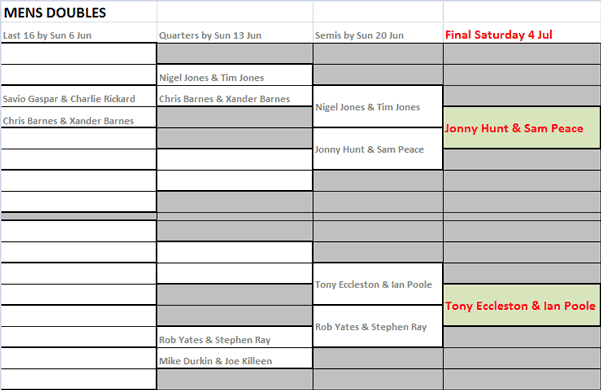 MENS DOUBLES
Last 16 by Sun 6 Jun Quarters by Sun 13 Jun Semis by Sun 20 Jun Final Saturday 4 Jul
Nigel Jones & Tim Jones
Savio Gaspar & Charlie Rickard Chris Barnes & Xander Barnes
Nigel Jones & Tim Jones
Chris Barnes & Xander Barnes
Jonny Hunt & Sam Peace
Jonny Hunt & Sam Peace
Tony Eccleston & Ian Poole
Tony Eccleston & Ian Poole
Rob Yates & Stephen Ray
Rob Yates & Stephen Ray
Mike Durkin & Joe Killeen